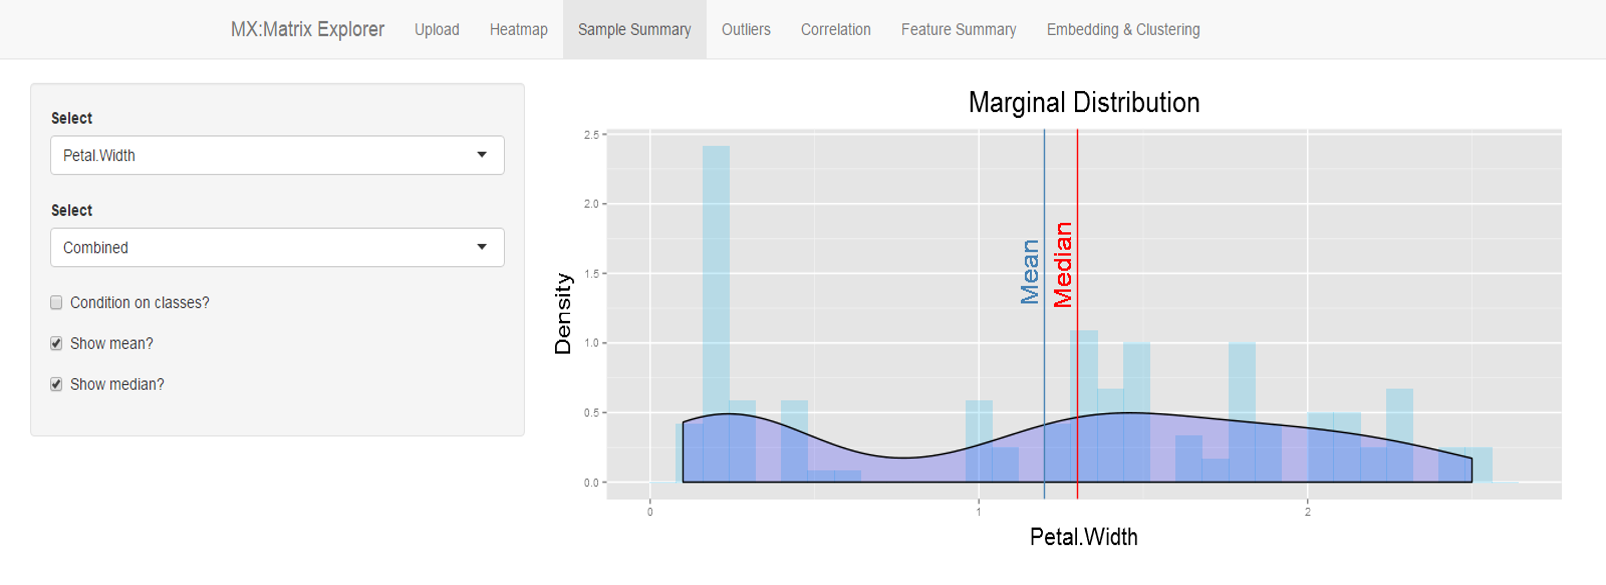 MX:Matrix Explorer Upload Heatmap Sample Summary Outliers Correlation Feature Summary Embedding & Clustering
Select
Petal.Width
Select
Combined
Condition on classes?
Show mean?
Show median?
Marginal Distribution
2.5
2.0
1.5
1.0
0.5
0.0
Density
Mean
Median
0 1 2
Petal.Width